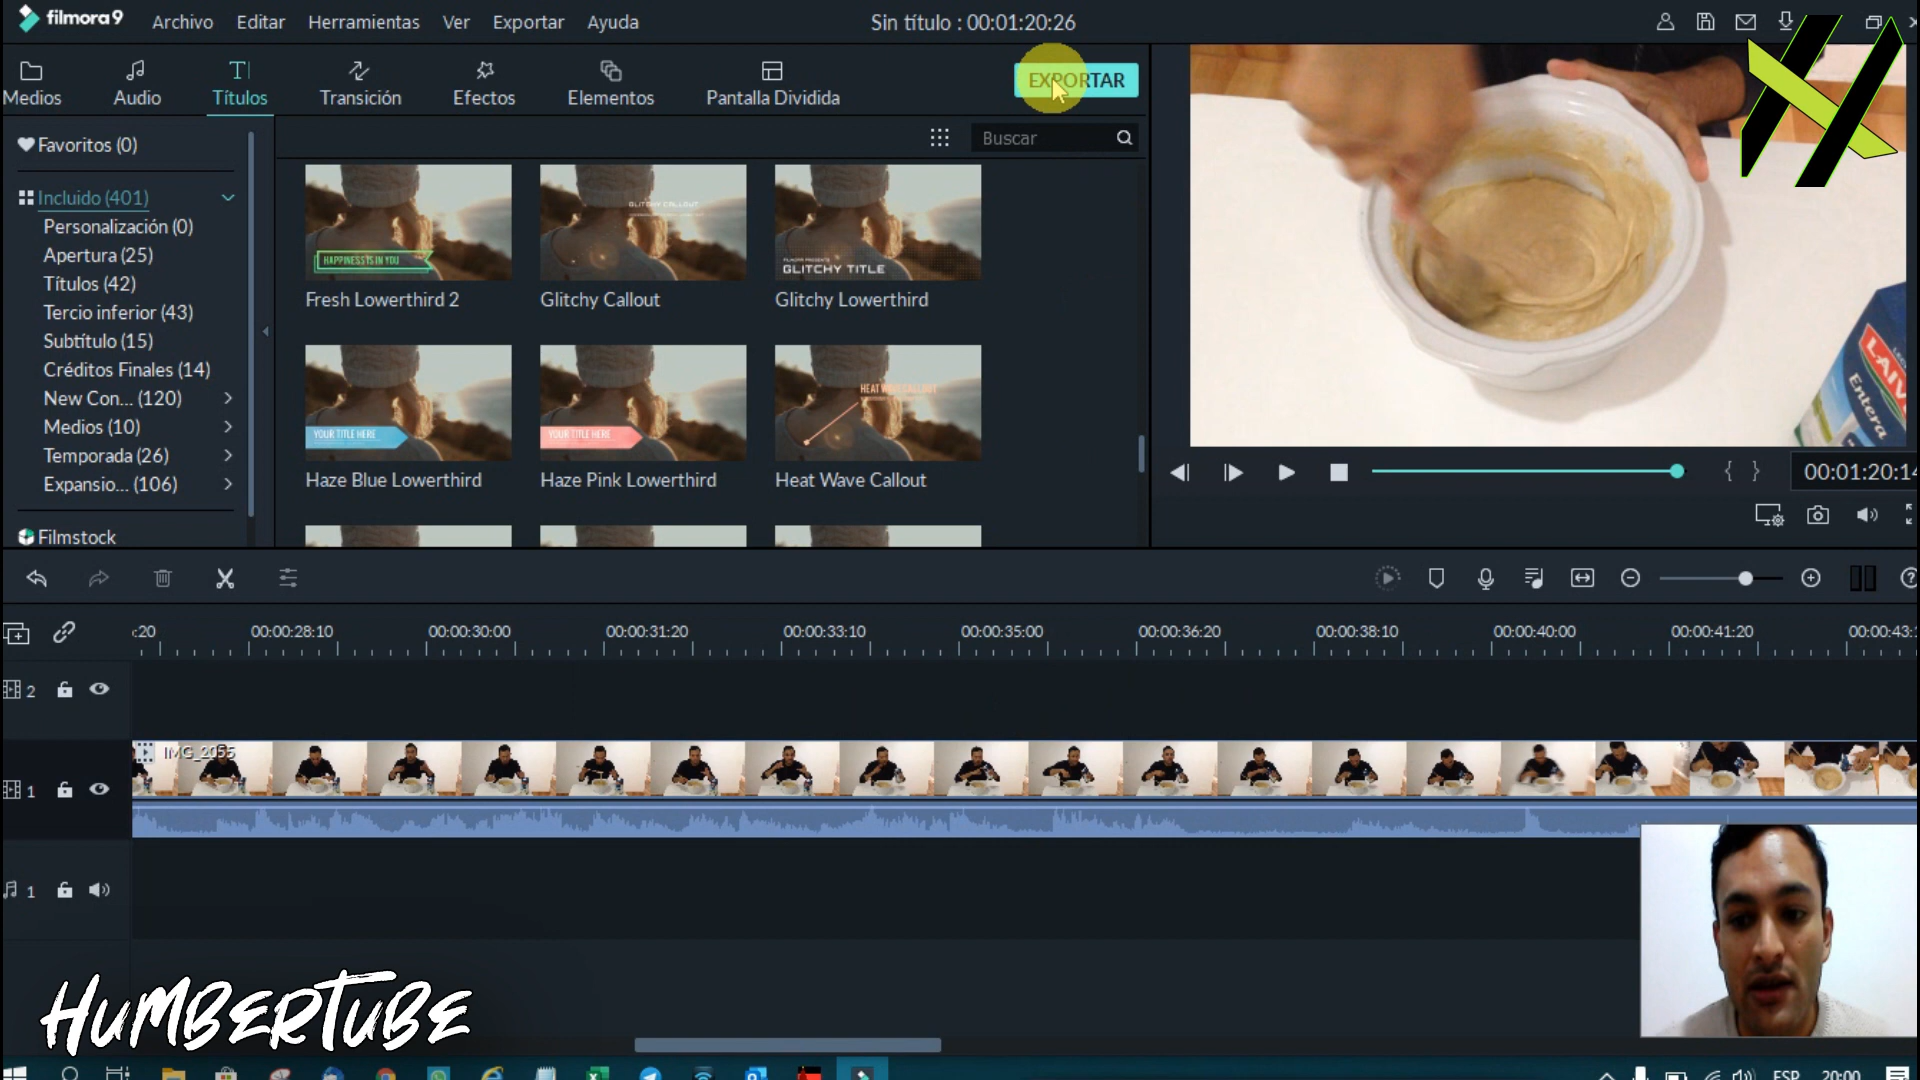 filmora9 Archivo Editar Herramientas Ver Exportar Ayuda Sin título : 00:01:20:26
Medios Audio Títulos Transición Efectos Elementos Pantalla Dividida EXPORTAR
Favoritos (0)
Buscar
Incluido (401)
Personalización (0)
Apertura (25)
Títulos (42)
Tercio inferior (43)
Subtítulo (15)
Créditos Finales (14)
New Con... (120)
Medios (10)
Temporada (26)
Expansio... (106)
Filmstock
HAPPINESS IS IN YOU
GLITCHY CALLOUT
GLITCHY TITLE
Fresh Lowerthird 2 Glitchy Callout Glitchy Lowerthird
YOUR TITLE HERE
YOUR TITLE HERE
HEAT WAVE CALLOUT
Haze Blue Lowerthird Haze Pink Lowerthird Heat Wave Callout
LAIV
Entera
{ } 00:01:20:14
:20 00:00:28:10 00:00:30:00 00:00:31:20 00:00:33:10 00:00:35:00 00:00:36:20 00:00:38:10 00:00:40:00 00:00:41:20 00:00:43:
2
IMG_2055
1
1
HUMBERTUBE
ESP 20:00